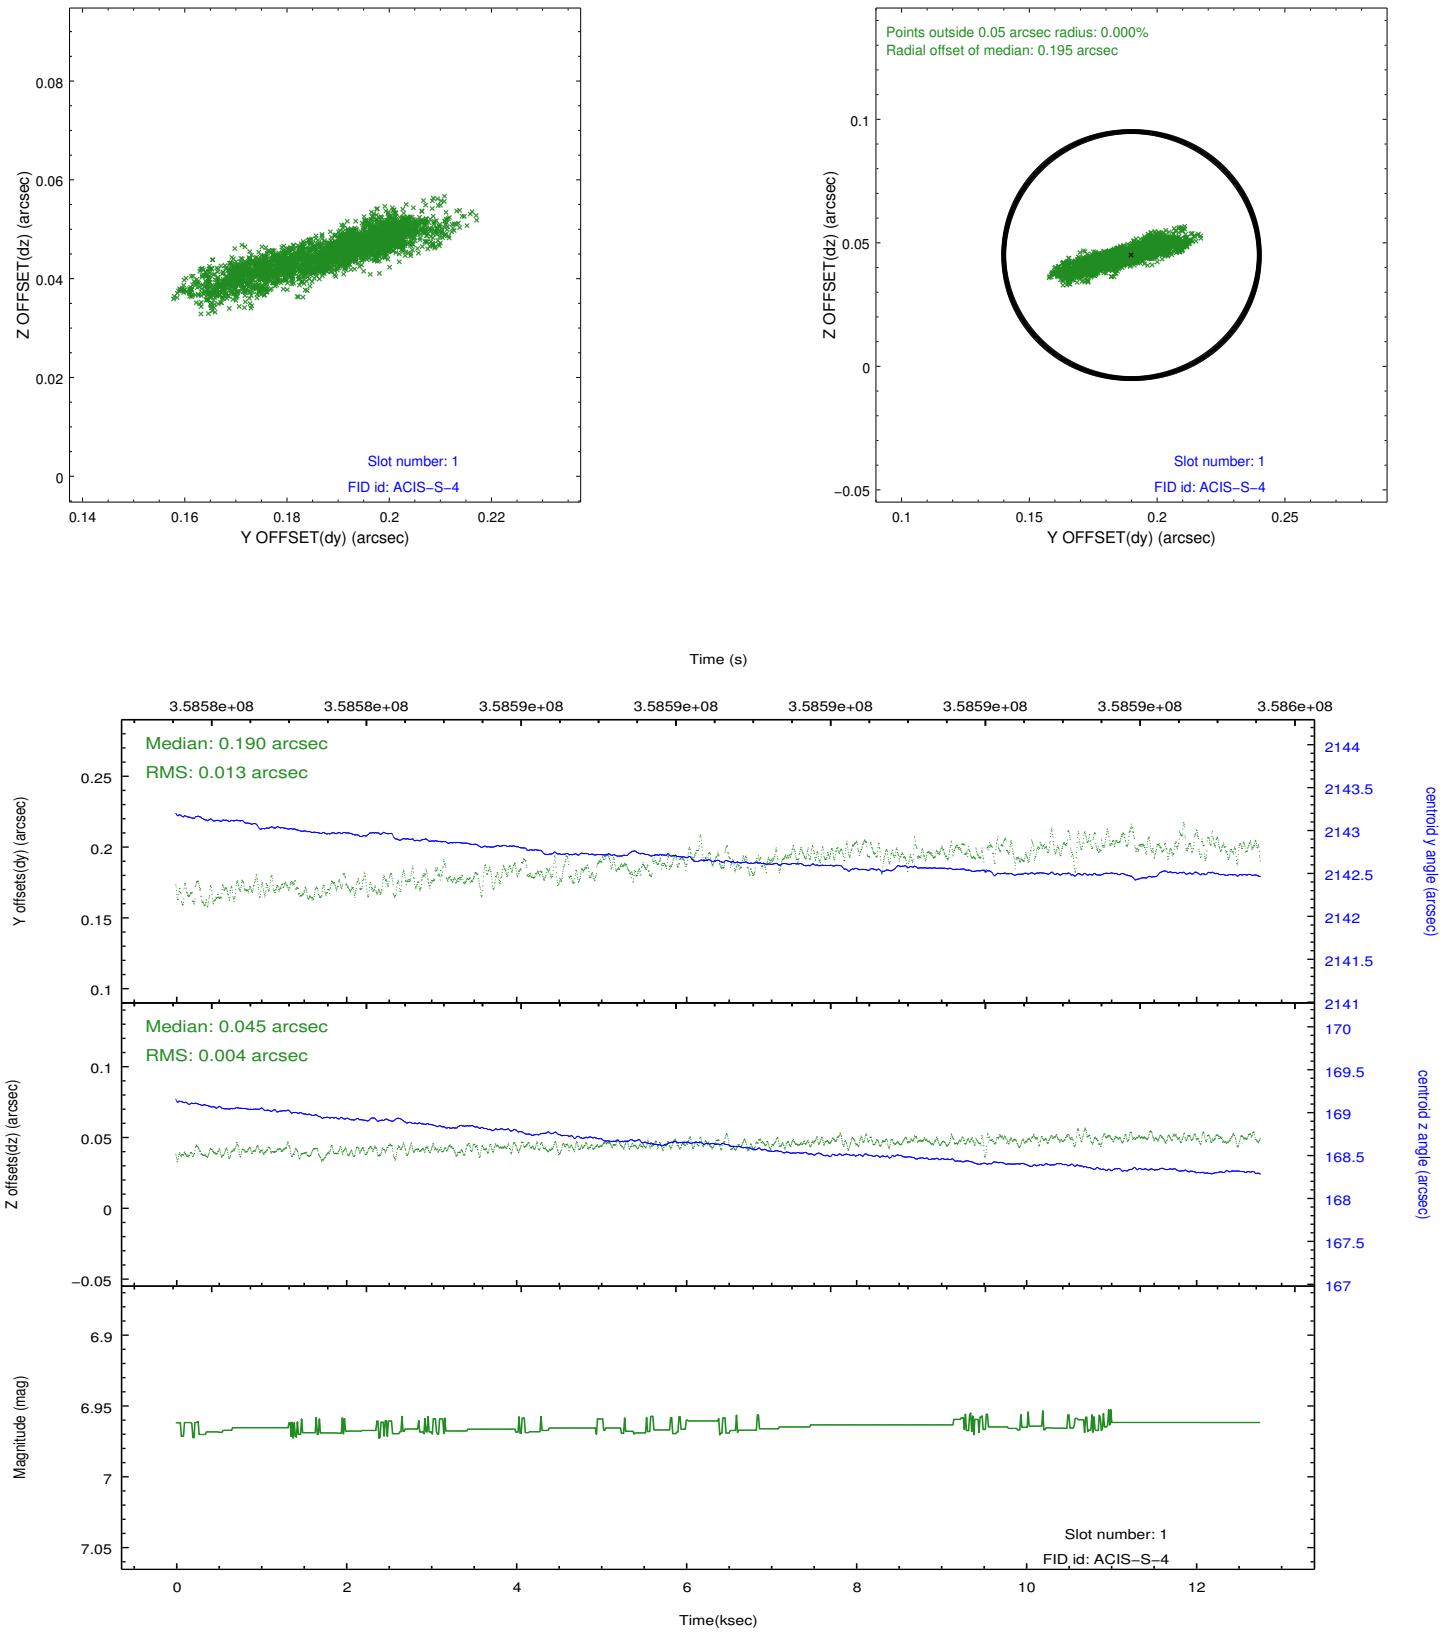 0.08
0.06
0.04
0.02
0
Z OFFSET(dz) (arcsec)
Slot number: 1
FID id: ACIS−S−4
0.14 0.16 0.18 0.2 0.22
Y OFFSET(dy) (arcsec)
Points outside 0.05 arcsec radius: 0.000%
Radial offset of median: 0.195 arcsec
0.1
0.05
0
−0.05
Z OFFSET(dz) (arcsec)
Slot number: 1
FID id: ACIS−S−4
0.1 0.15 0.2 0.25
Y OFFSET(dy) (arcsec)
Time (s)
3.5858e+08 3.5858e+08 3.5859e+08 3.5859e+08 3.5859e+08 3.5859e+08 3.5859e+08 3.586e+08
Median: 0.190 arcsec
RMS: 0.013 arcsec
0.25
0.2
0.15
0.1
Y offsets(dy) (arcsec)
2144
2143.5
2143
2142.5
2142
2141.5
2141
centroid y angle (arcsec)
Median: 0.045 arcsec
RMS: 0.004 arcsec
0.1
0.05
0
−0.05
Z offsets(dz) (arcsec)
170
169.5
169
168.5
168
167.5
167
centroid z angle (arcsec)
6.9
6.95
7
7.05
Magnitude (mag)
Slot number: 1
FID id: ACIS−S−4
0 2 4 6 8 10 12
Time(ksec)